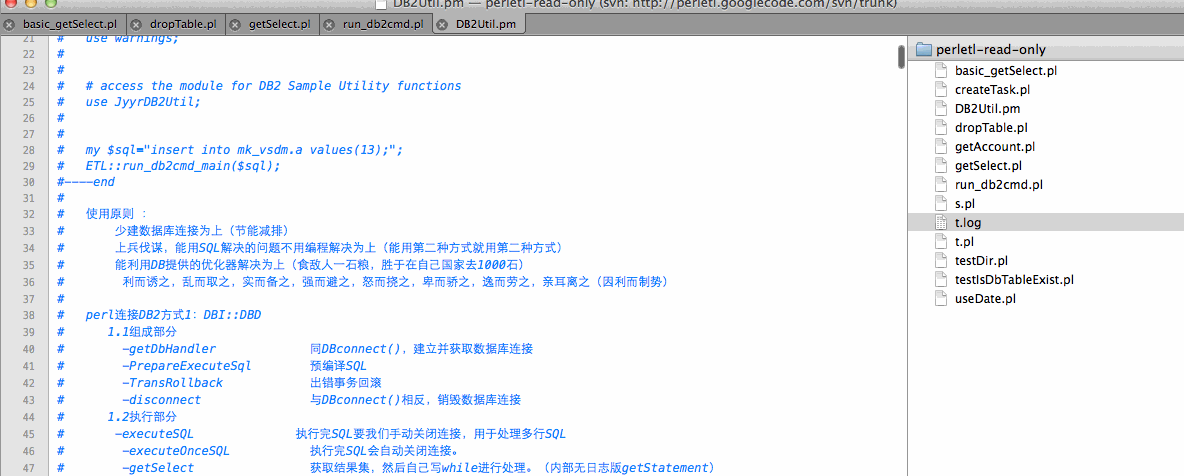 DB2Util.pm — perletl-read-only (svn: http://perletl.googlecode.com/svn/trunk)
basic_getSelect.pl dropTable.pl getSelect.pl run_db2cmd.pl DB2Util.pm
21 # use warnings;
22 #
23 #
24 # # access the module for DB2 Sample Utility functions
25 # use JyyrDB2Util;
26 #
27 #
28 # my $sql="insert into mk_vsdm.a values(13);";
29 # ETL::run_db2cmd_main($sql);
30 #----end
31 #
32 # 使用原则 ：
33 # 少建数据库连接为上（节能减排）
34 # 上兵伐谋，能用SQL解决的问题不用编程解决为上（能用第二种方式就用第二种方式）
35 # 能利用DB提供的优化器解决为上（食敌人一石粮，胜于在自己国家去1000石）
36 # 利而诱之，乱而取之，实而备之，强而避之，怒而挠之，卑而骄之，逸而劳之，亲耳离之（因利而制势）
37 #
38 # perl连接DB2方式1：DBI::DBD
39 # 1.1组成部分
40 # -getDbHandler 同DBconnect()，建立并获取数据库连接
41 # -PrepareExecuteSql 预编译SQL
42 # -TransRollback 出错事务回滚
43 # -disconnect 与DBconnect()相反，销毁数据库连接
44 # 1.2执行部分
45 # -executeSQL 执行完SQL要我们手动关闭连接，用于处理多行SQL
46 # -executeOnceSQL 执行完SQL会自动关闭连接。
47 # -getSelect 获取结果集，然后自己写while进行处理。（内部无日志版getStatement）
perletl-read-only
basic_getSelect.pl
createTask.pl
DB2Util.pm
dropTable.pl
getAccount.pl
getSelect.pl
run_db2cmd.pl
s.pl
t.log
t.pl
testDir.pl
testIsDbTableExist.pl
useDate.pl